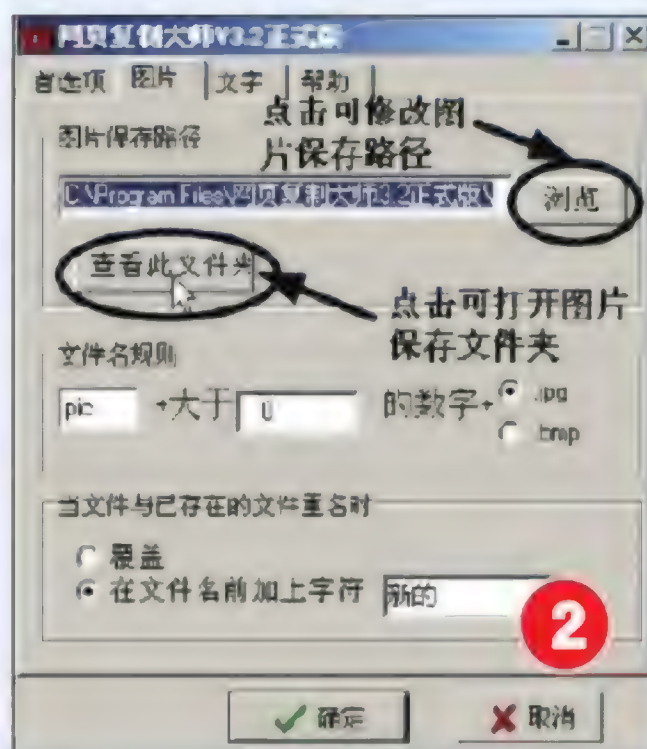 网页复制大师V3.2正式版
首选项 图片 文字 帮助
点击可修改图
片保存路径
图片保存路径
C:\Program Files\网页复制大师3.2正式版\
浏览
查看此文件夹
点击可打开图片
保存文件夹
文件名规则
pic +大于 0 的数字+ .jpg
.bmp
当文件与已存在的文件重名时
覆盖
在文件名前加上字符 新的
2
确定 取消